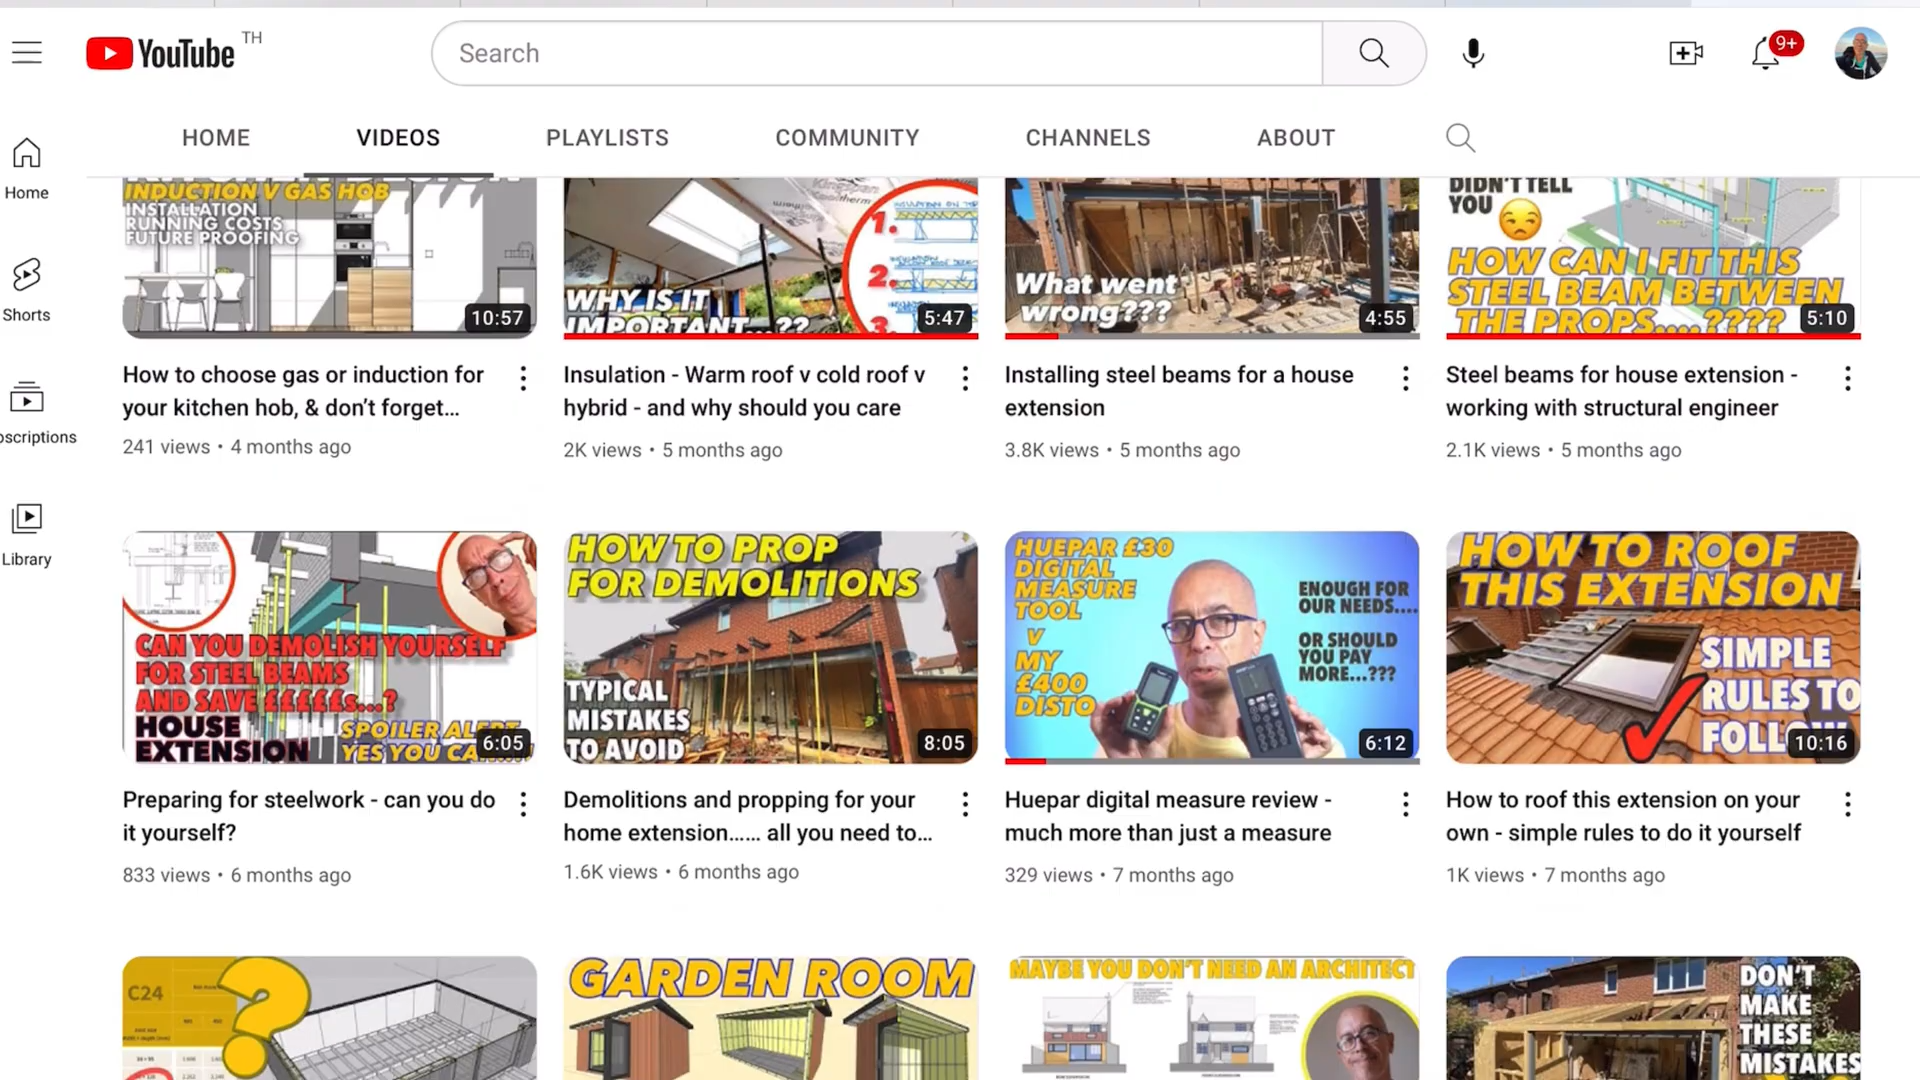 YouTube TH
Search
9+
HOME
VIDEOS
PLAYLISTS
COMMUNITY
CHANNELS
ABOUT
Home
Shorts
oscriptions
Library
INDUCTION V GAS HOB
INSTALLATION
RUNNING COSTS
FUTURE PROOFING
10:57
How to choose gas or induction for
your kitchen hob, & don’t forget…
241 views • 4 months ago
1.
2.
3.
WHY IS IT
IMPORTANT...??
5:47
Insulation - Warm roof v cold roof v
hybrid - and why should you care
2K views • 5 months ago
What went
wrong???
4:55
Installing steel beams for a house
extension
3.8K views • 5 months ago
DIDN'T TELL
YOU
HOW CAN I FIT THIS
STEEL BEAM BETWEEN
THE PROPS....????
5:10
Steel beams for house extension -
working with structural engineer
2.1K views • 5 months ago
CAN YOU DEMOLISH YOURSELF
FOR STEEL BEAMS
AND SAVE £££££s...?
HOUSE
EXTENSION
SPOILER ALERT
YES YOU CA
6:05
Preparing for steelwork - can you do
it yourself?
833 views • 6 months ago
HOW TO PROP
FOR DEMOLITIONS
TYPICAL
MISTAKES
TO AVOID
8:05
Demolitions and propping for your
home extension…… all you need to…
1.6K views • 6 months ago
HUEPAR £30
DIGITAL
MEASURE
TOOL
V
MY
£400
DISTO
ENOUGH FOR
OUR NEEDS....
OR SHOULD
YOU PAY
MORE...???
6:12
Huepar digital measure review -
much more than just a measure
329 views • 7 months ago
HOW TO ROOF
THIS EXTENSION
SIMPLE
RULES TO
FOLLOW
10:16
How to roof this extension on your
own - simple rules to do it yourself
1K views • 7 months ago
C24
?
GARDEN ROOM
MAYBE YOU DON'T NEED AN ARCHITECT
DON'T
MAKE
THESE
MISTAKES